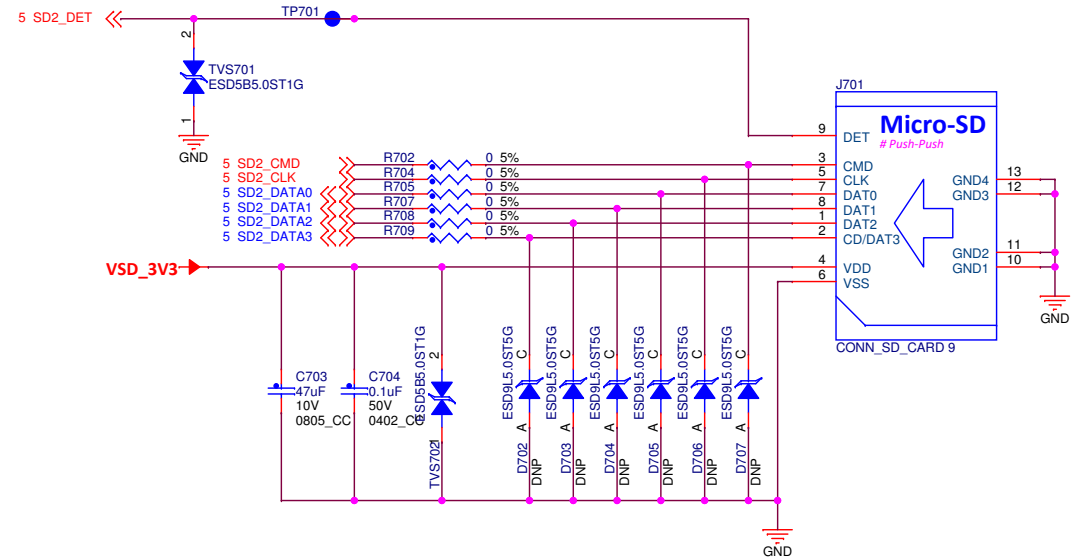 5 SD2_DET
TP701
2
TVS701
ESD5B5.0ST1G
1
GND
J701
Micro-SD
# Push-Push
9 DET
5 SD2_CMD R702 0 5% 3 CMD
5 SD2_CLK R704 0 5% 5 CLK
5 SD2_DATA0 R705 0 5% 7 DAT0
5 SD2_DATA1 R707 0 5% 8 DAT1
5 SD2_DATA2 R708 0 5% 1 DAT2
5 SD2_DATA3 R709 0 5% 2 CD/DAT3
VSD_3V3 4 VDD
6 VSS
GND4 13
GND3 12
GND2 11
GND1 10
GND
CONN_SD_CARD 9
C703
47uF
10V
0805_CC
C704
0.1uF
50V
0402_CC
ESD5B5.0ST1G
2
1
TVS702
ESD9L5.0ST5G C A D702 DNP
ESD9L5.0ST5G C A D703 DNP
ESD9L5.0ST5G C A D704 DNP
ESD9L5.0ST5G C A D705 DNP
ESD9L5.0ST5G C A D706 DNP
ESD9L5.0ST5G C A D707 DNP
GND